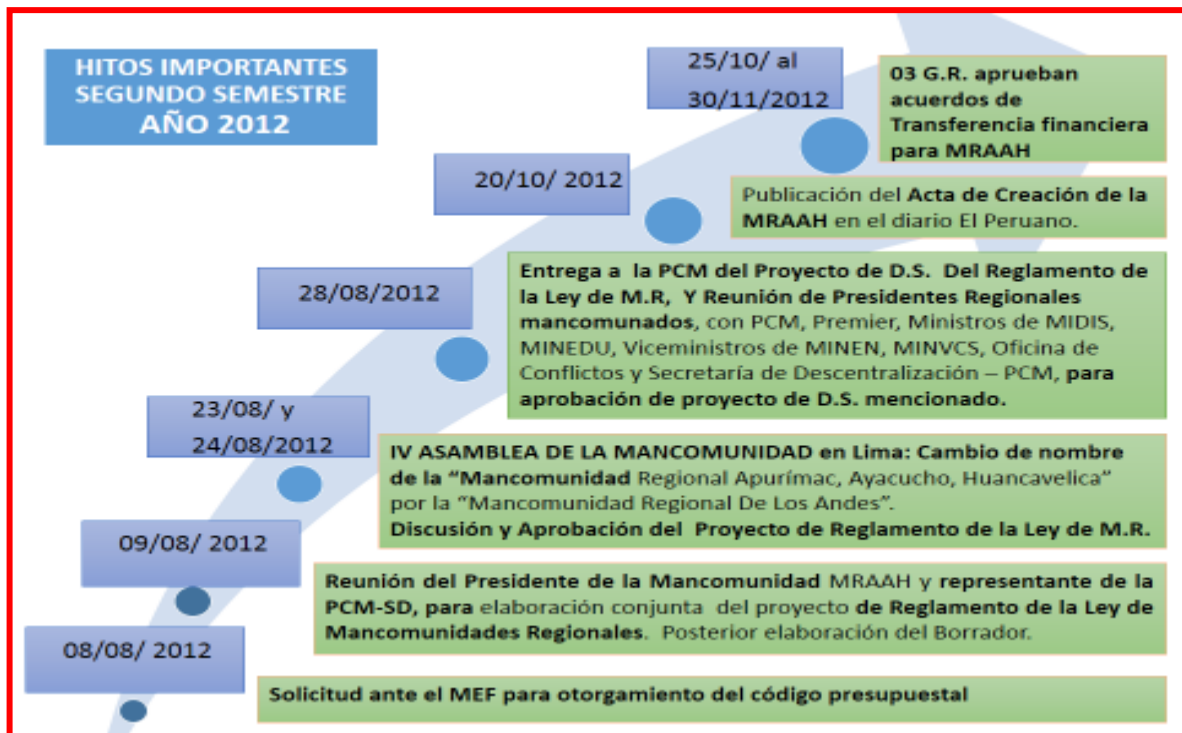 HITOS IMPORTANTES
SEGUNDO SEMESTRE
AÑO 2012
25/10/ al
30/11/2012
03 G.R. aprueban
acuerdos de
Transferencia financiera
para MRAAH
20/10/ 2012
Publicación del Acta de Creación de la
MRAAH en el diario El Peruano.
28/08/2012
Entrega a la PCM del Proyecto de D.S. Del Reglamento de
la Ley de M.R, Y Reunión de Presidentes Regionales
mancomunados, con PCM, Premier, Ministros de MIDIS,
MINEDU, Viceministros de MINEN, MINVCS, Oficina de
Conflictos y Secretaría de Descentralización – PCM, para
aprobación de proyecto de D.S. mencionado.
23/08/ y
24/08/2012
IV ASAMBLEA DE LA MANCOMUNIDAD en Lima: Cambio de nombre
de la “Mancomunidad Regional Apurímac, Ayacucho, Huancavelica”
por la “Mancomunidad Regional De Los Andes”.
Discusión y Aprobación del Proyecto de Reglamento de la Ley de M.R.
09/08/ 2012
Reunión del Presidente de la Mancomunidad MRAAH y representante de la
PCM-SD, para elaboración conjunta del proyecto de Reglamento de la Ley de
Mancomunidades Regionales. Posterior elaboración del Borrador.
08/08/ 2012
Solicitud ante el MEF para otorgamiento del código presupuestal